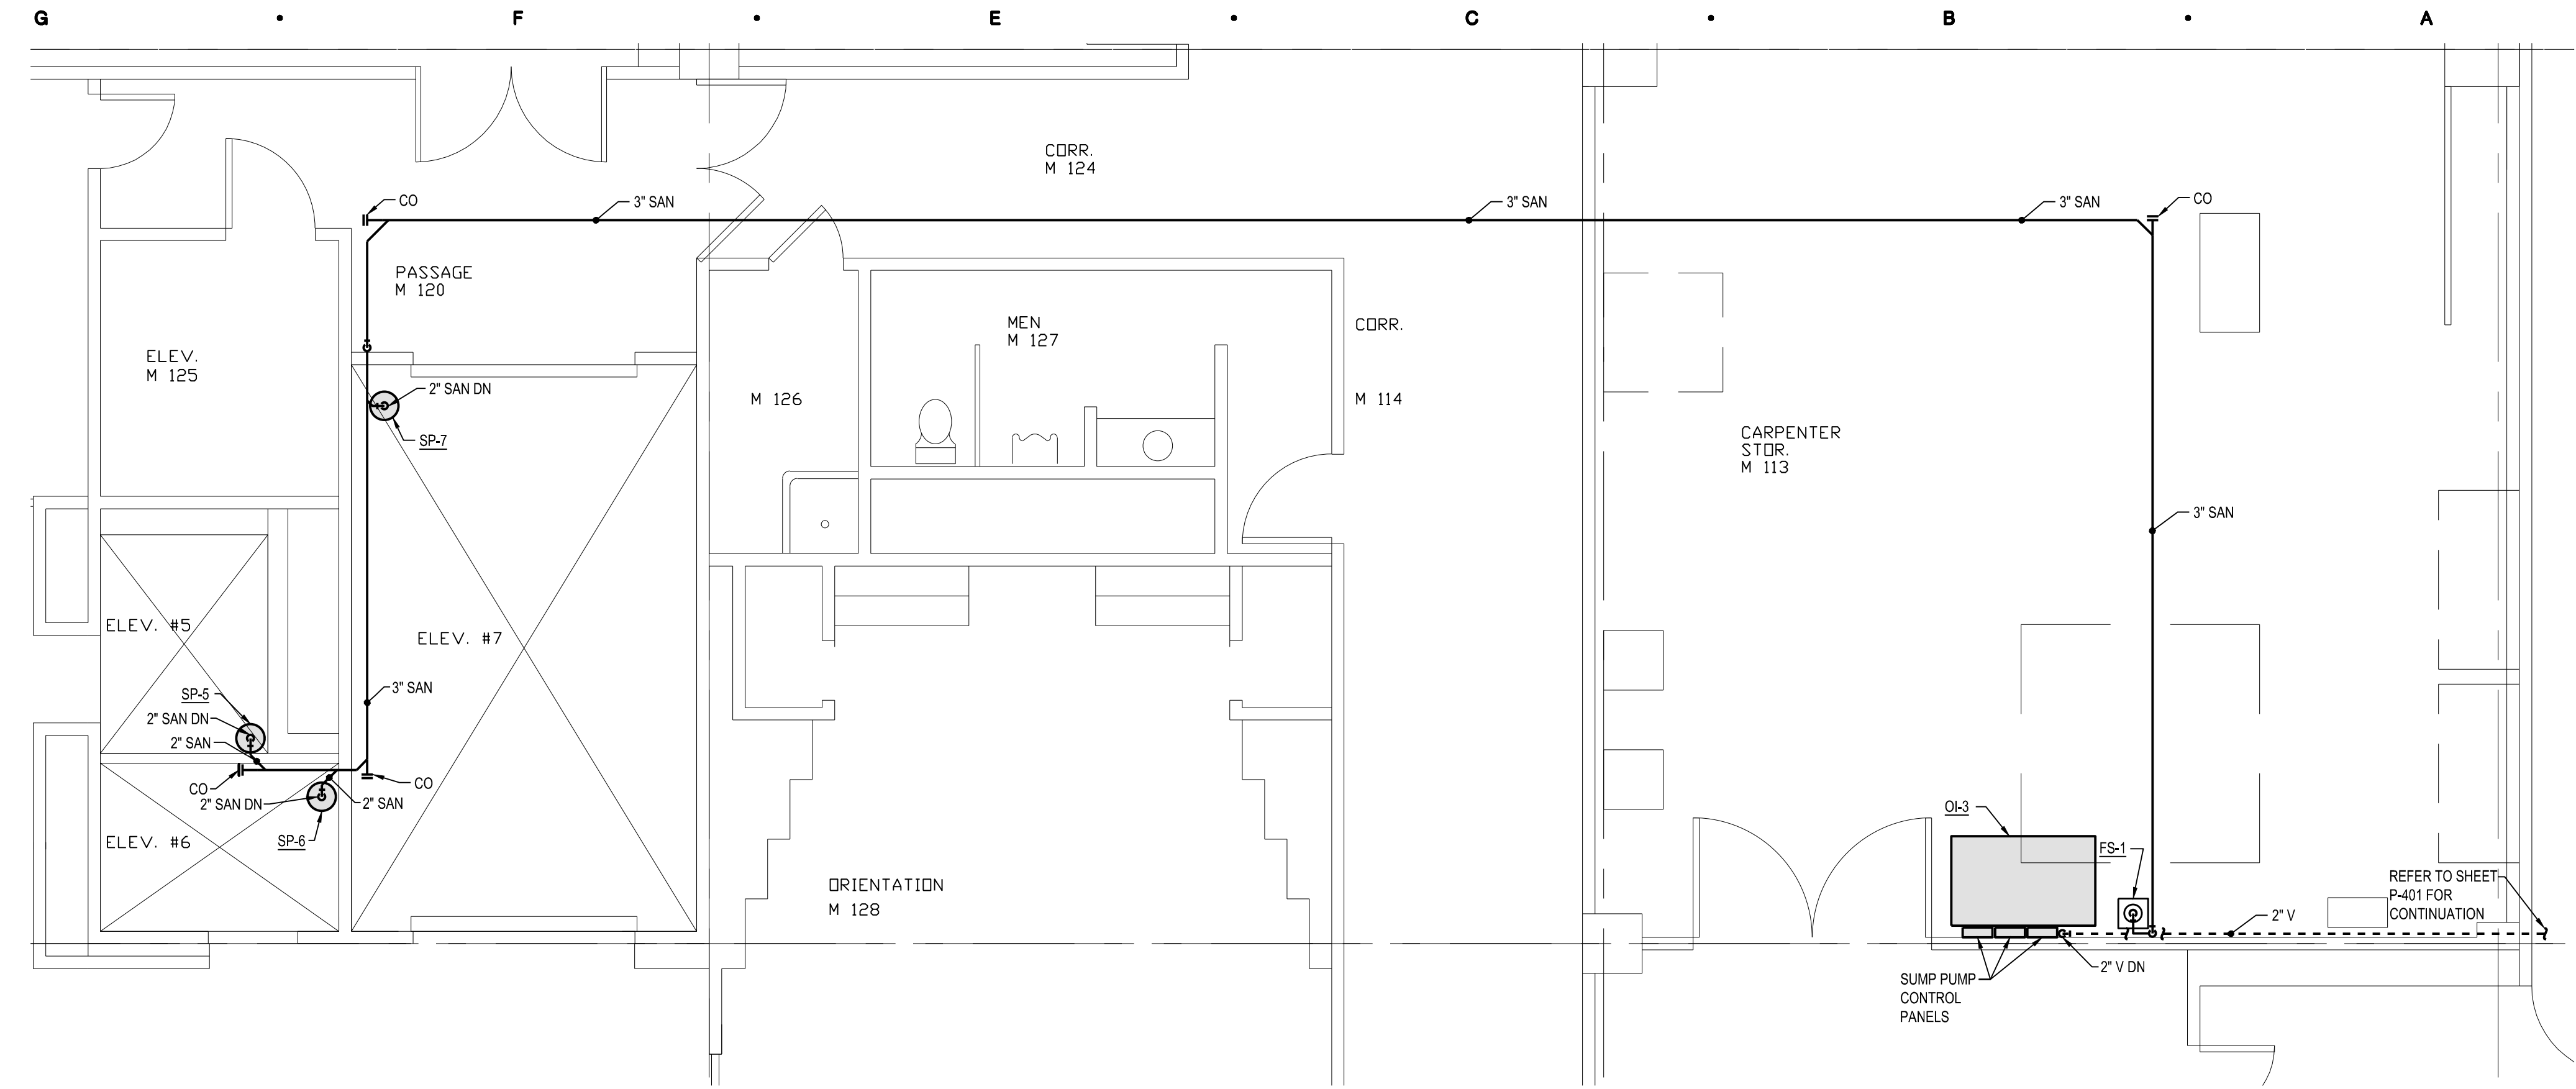 G
F
E
C
B
A
CORR.
M 124
CO
3" SAN
3" SAN
3" SAN
CO
PASSAGE
M 120
MEN
M 127
CORR.
M 114
ELEV.
M 125
2" SAN DN
SP-7
M 126
CARPENTER
STOR.
M 113
3" SAN
ELEV. #5
ELEV. #7
SP-5
2" SAN DN
2" SAN
3" SAN
CO
2" SAN DN
2" SAN
CO
ELEV. #6
SP-6
ORIENTATION
M 128
OI-3
FS-1
REFER TO SHEET
P-401 FOR
CONTINUATION
2" V
2" V DN
SUMP PUMP
CONTROL
PANELS